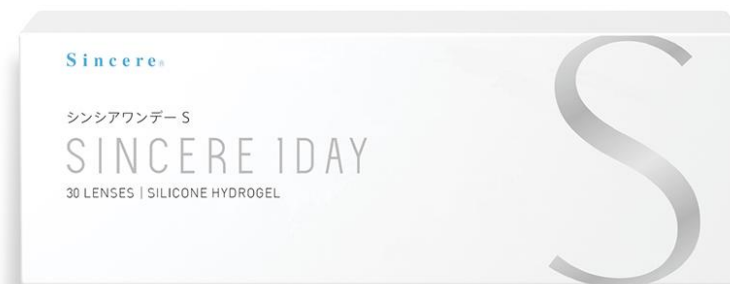 Sincere®
シンシアワンデー S
SINCERE 1DAY
30 LENSES | SILICONE HYDROGEL
S